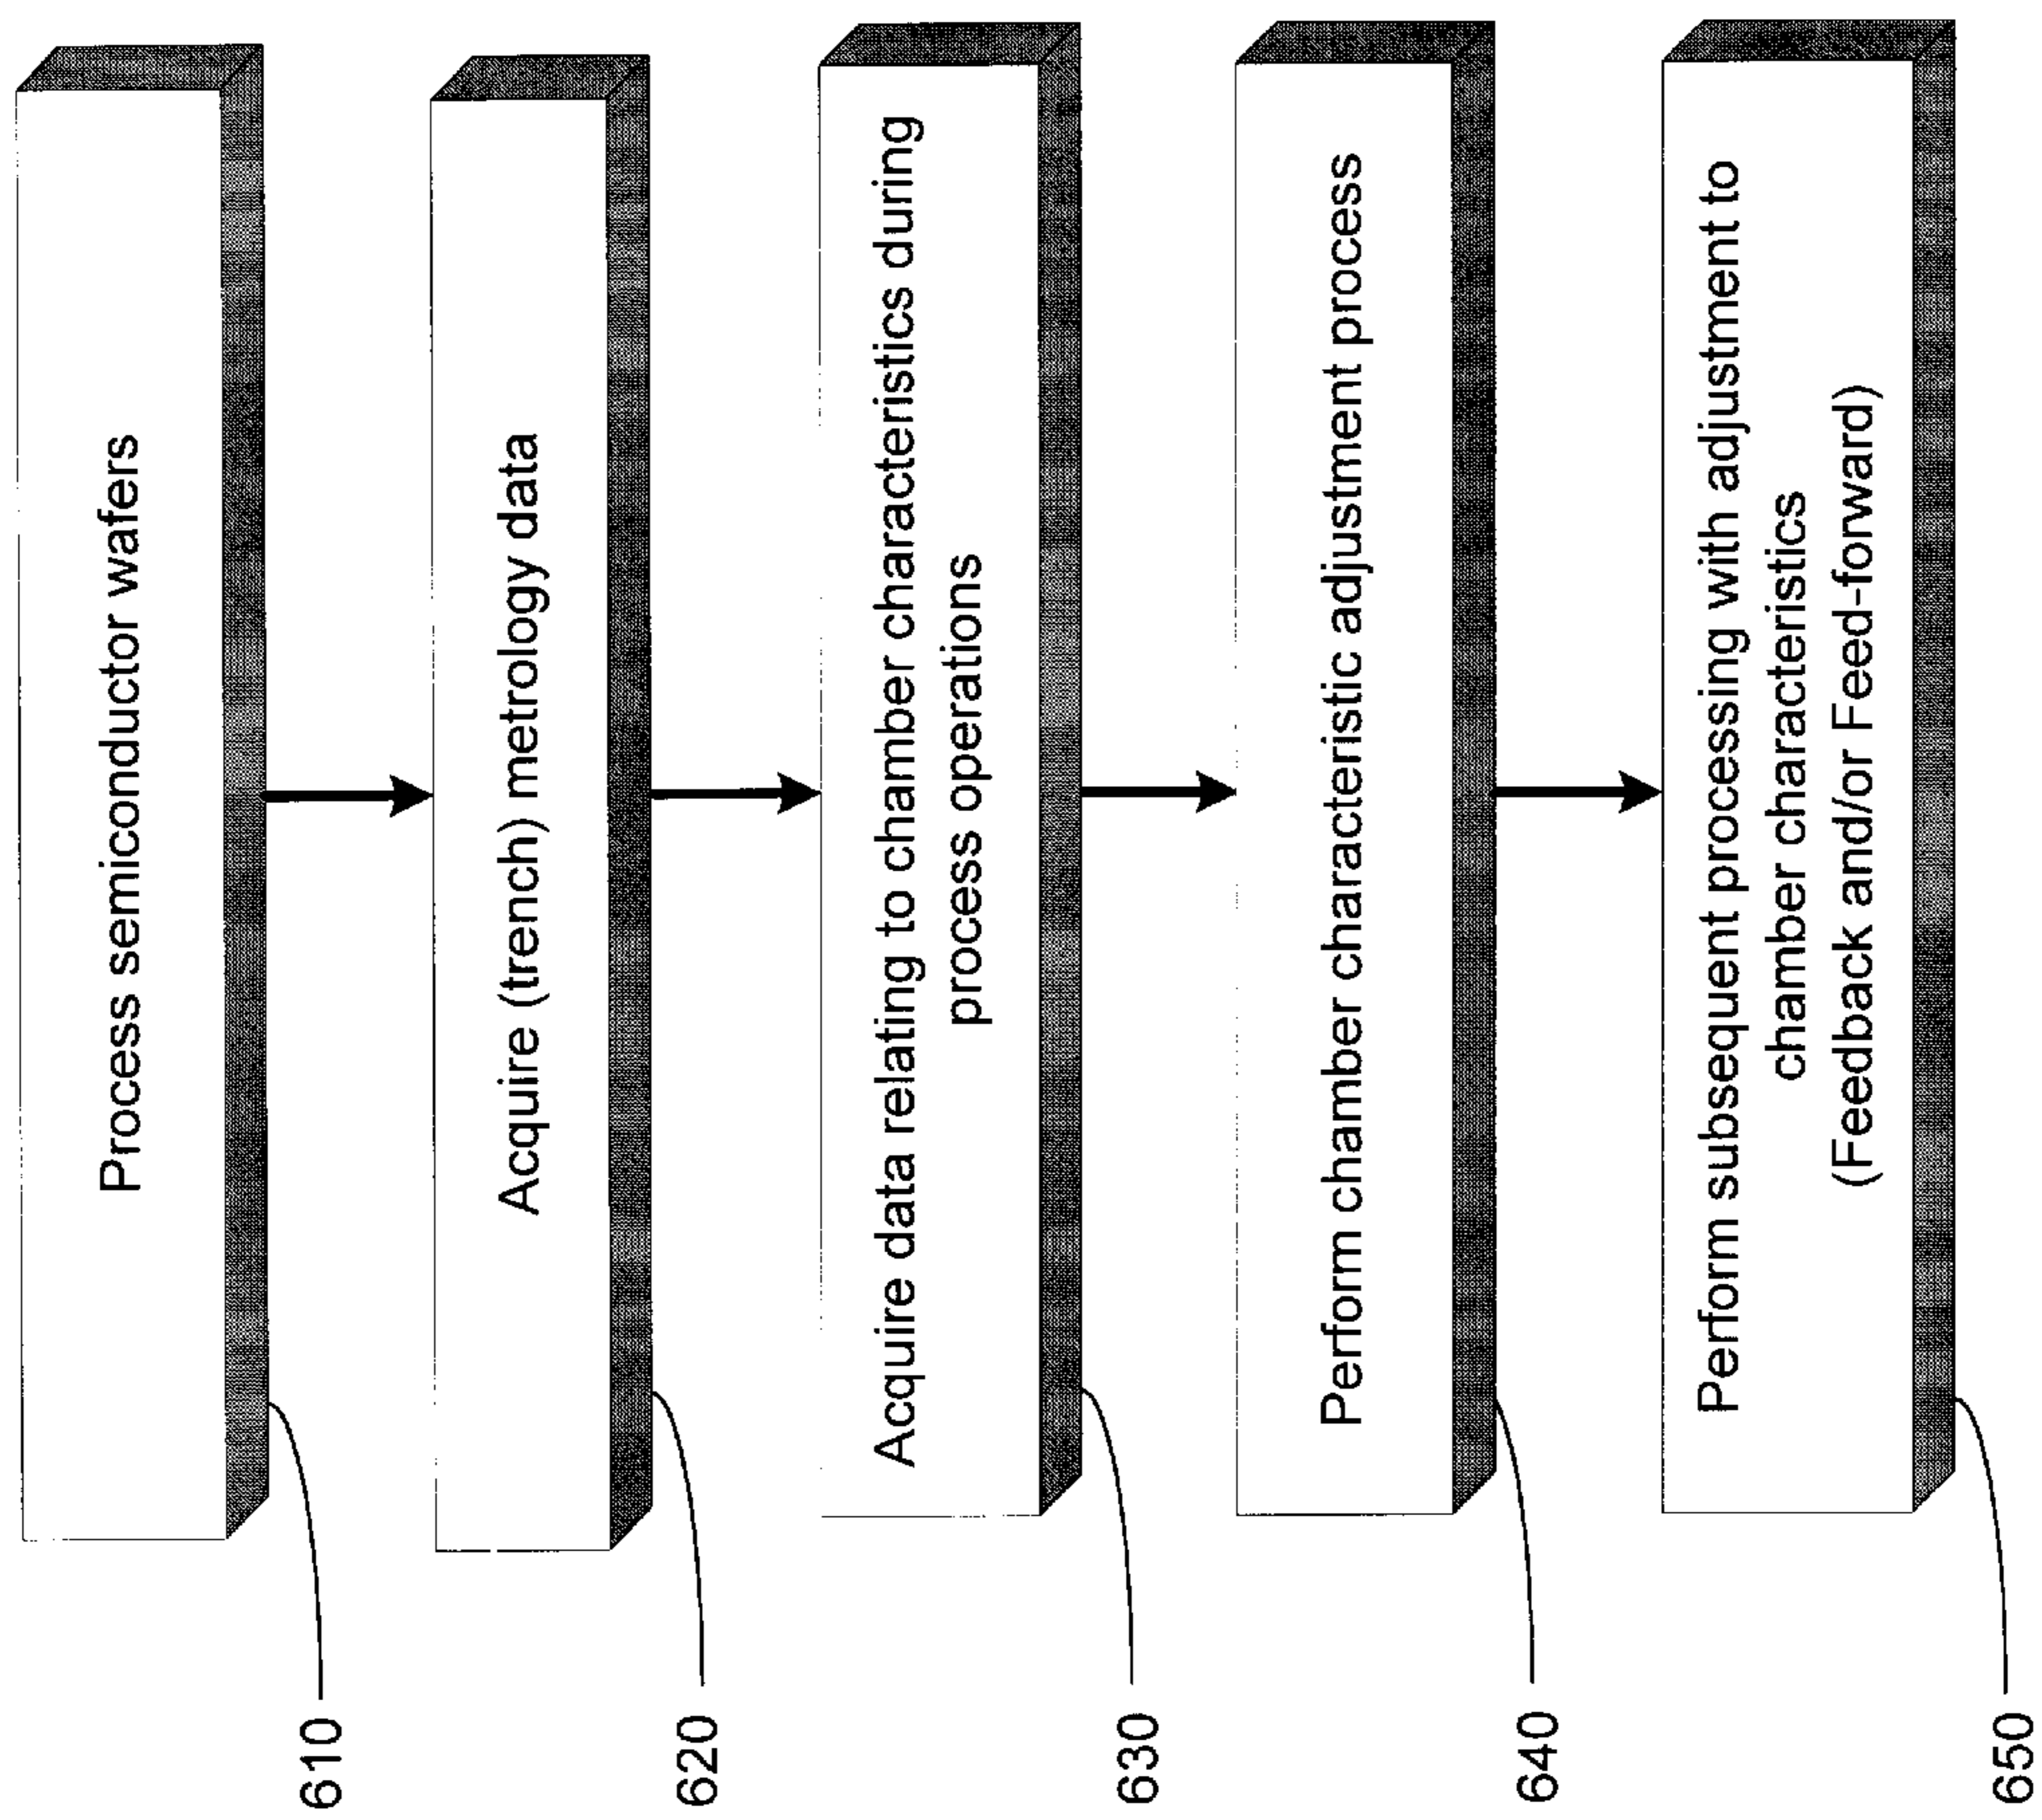 Process semiconductor wafers
610
Acquire (trench) metrology data
620
Acquire data relating to chamber characteristics during
process operations
630
Perform chamber characteristic adjustment process
640
Perform subsequent processing with adjustment to
chamber characteristics
(Feedback and/or Feed-forward)
650